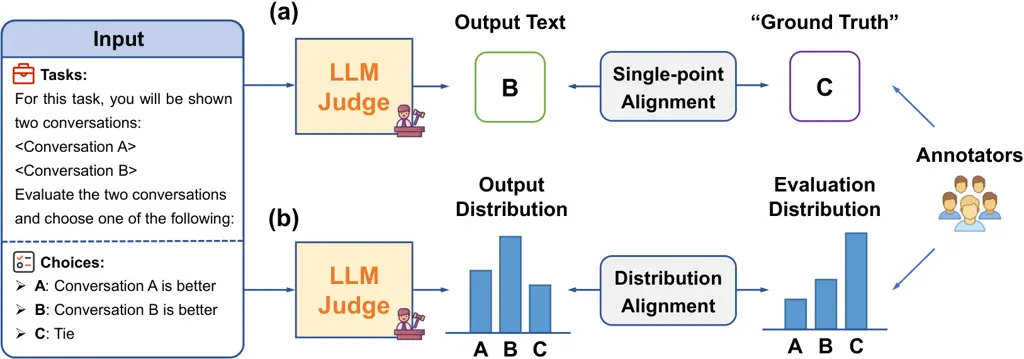 Input
Tasks:
For this task, you will be shown
two conversations:
<Conversation A>
<Conversation B>
Evaluate the two conversations
and choose one of the following:
Choices:
➢ A: Conversation A is better
➢ B: Conversation B is better
➢ C: Tie
(a)
LLM
Judge
Output Text
B
Single-point
Alignment
“Ground Truth”
C
Annotators
(b)
LLM
Judge
Output
Distribution
A B C
Distribution
Alignment
Evaluation
Distribution
A B C